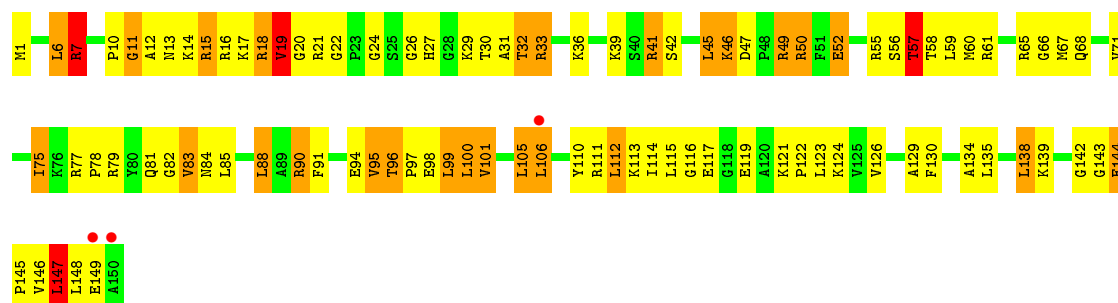 M1 L6 R7 P10 G11 A12 N13 K14 R15 R16 K17 R18 V19 G20 R21 G22 P23 G24 S25 G26 H27 G28 K29 T30 A31 T32 R33 K36 K39 S40 R41 S42 L45 K46 D47 P48 R49 R50 F51 E52 R55 S56 T57 T58 L59 M60 R61 R65 G66 M67 Q68 V71
I75 K76 R77 P78 R79 Y80 Q81 G82 V83 N84 L85 L88 A89 R90 F91 E94 V95 T96 P97 E98 L99 L100 V101 L105 L106 Y110 R111 L112 K113 I114 L115 G116 E117 G118 E119 A120 K121 P122 L123 K124 V125 V126 A129 F130 A134 L135 L138 K139 G142 G143 E144
P145 V146 L147 L148 E149 A150